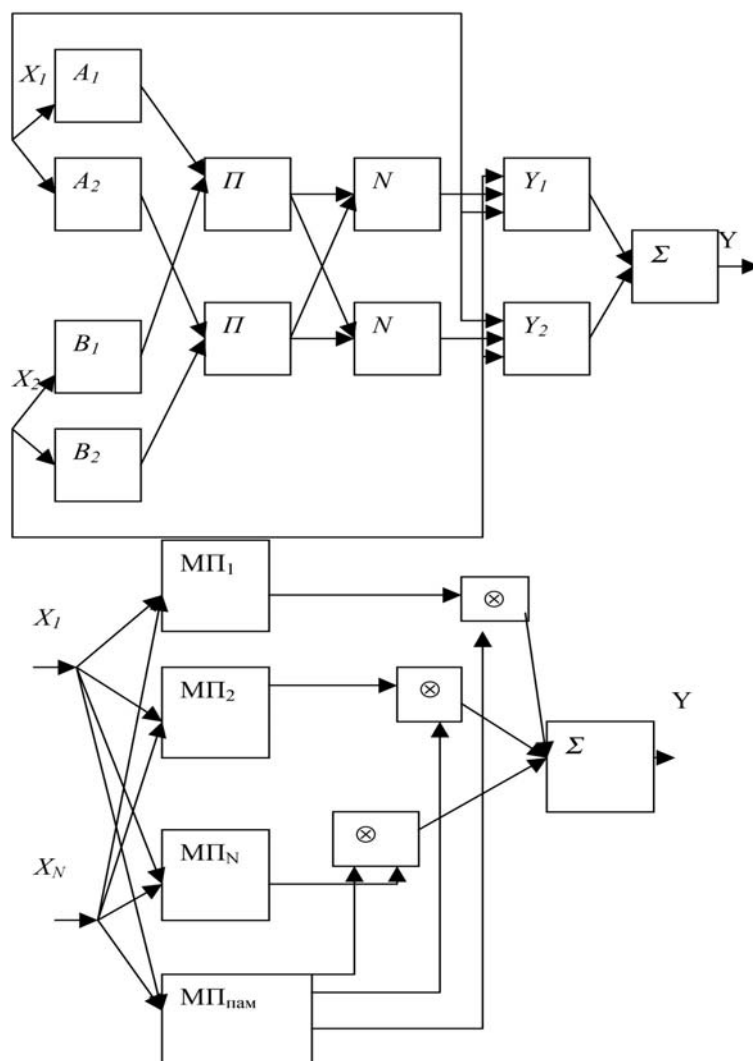 X₁ A₁
A₂ П N Y₁
Σ Y
B₁ П N Y₂
X₂
B₂
МП₁
⊗
X₁
МП₂ ⊗ Y
Σ
МПN ⊗
XN
МПпам